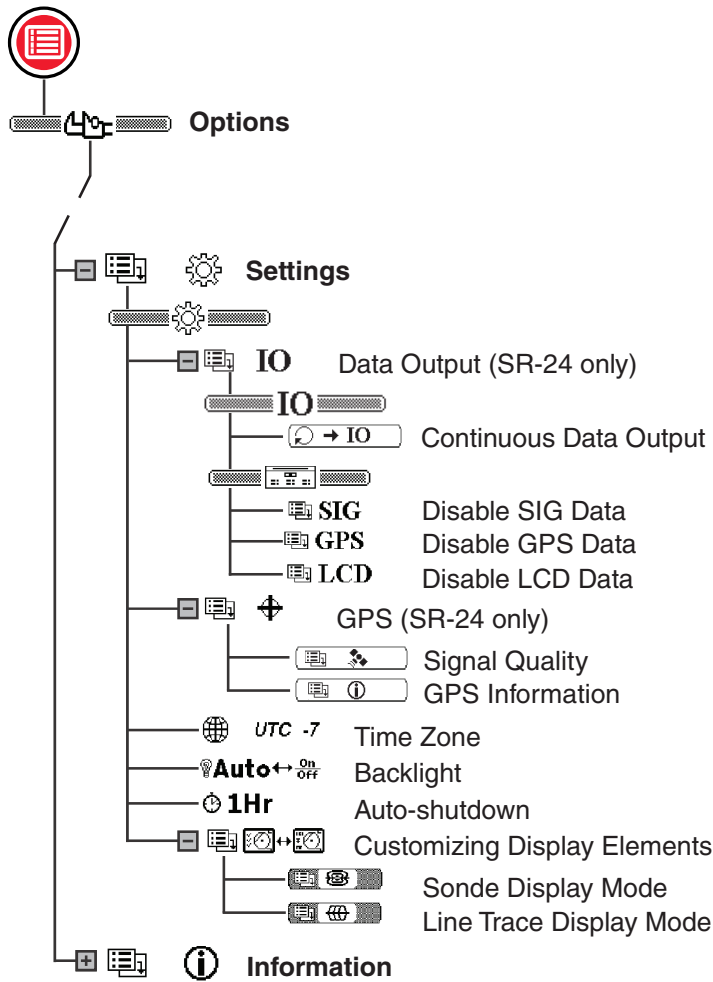 Options
Settings
IO Data Output (SR-24 only)
IO
→ IO Continuous Data Output
SIG Disable SIG Data
GPS Disable GPS Data
LCD Disable LCD Data
GPS (SR-24 only)
Signal Quality
GPS Information
UTC -7 Time Zone
Auto↔On/Off Backlight
1Hr Auto-shutdown
Customizing Display Elements
Sonde Display Mode
Line Trace Display Mode
Information